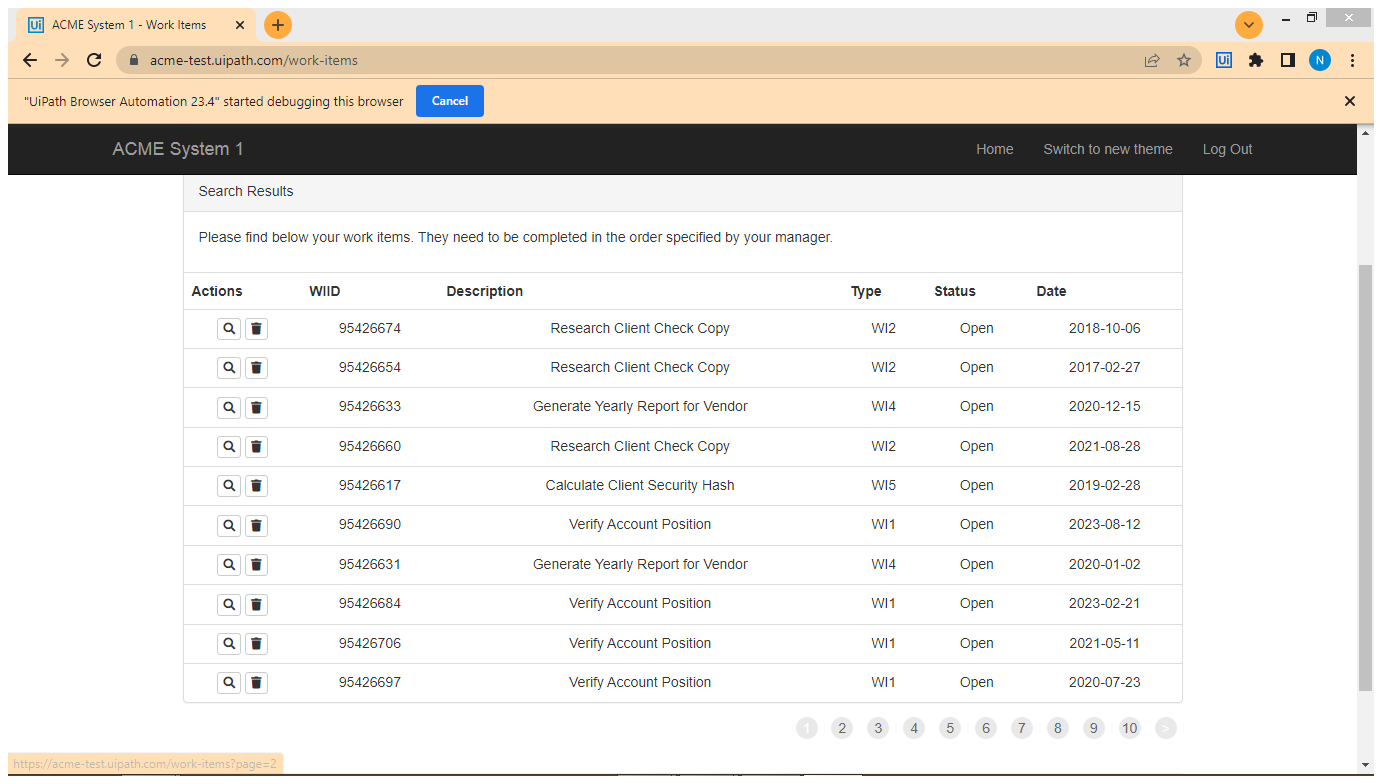 Ui ACME System 1 - Work Items
acme-test.uipath.com/work-items
Ui
N
"UiPath Browser Automation 23.4" started debugging this browser Cancel
ACME System 1 Home Switch to new theme Log Out
Search Results
Please find below your work items. They need to be completed in the order specified by your manager.
Actions WIID Description Type Status Date
95426674 Research Client Check Copy WI2 Open 2018-10-06
95426654 Research Client Check Copy WI2 Open 2017-02-27
95426633 Generate Yearly Report for Vendor WI4 Open 2020-12-15
95426660 Research Client Check Copy WI2 Open 2021-08-28
95426617 Calculate Client Security Hash WI5 Open 2019-02-28
95426690 Verify Account Position WI1 Open 2023-08-12
95426631 Generate Yearly Report for Vendor WI4 Open 2020-01-02
95426684 Verify Account Position WI1 Open 2023-02-21
95426706 Verify Account Position WI1 Open 2021-05-11
95426697 Verify Account Position WI1 Open 2020-07-23
1 2 3 4 5 6 7 8 9 10 >
https://acme-test.uipath.com/work-items?page=2